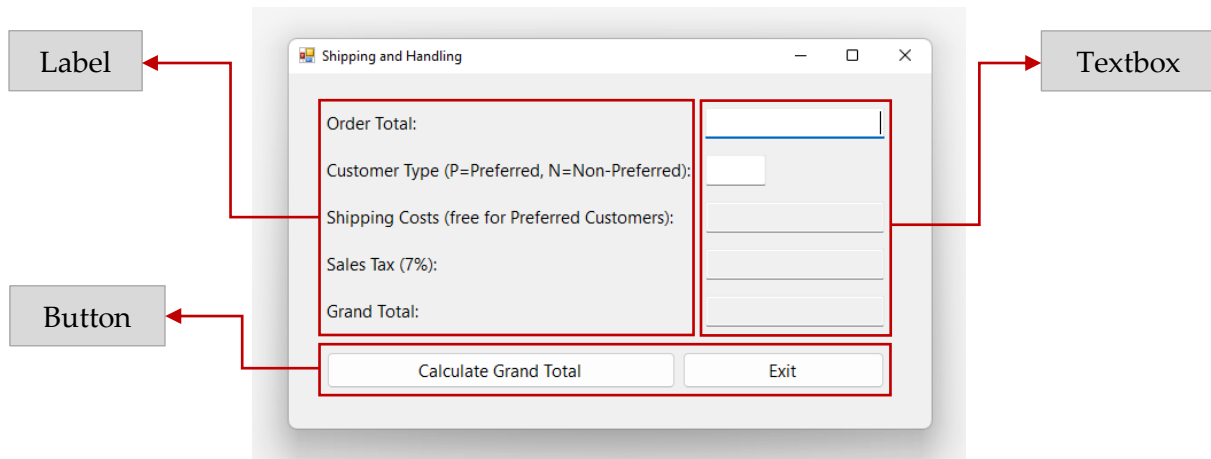 Shipping and Handling
Label
Textbox
Order Total:
Customer Type (P=Preferred, N=Non-Preferred):
Shipping Costs (free for Preferred Customers):
Sales Tax (7%):
Grand Total:
Button
Calculate Grand Total
Exit